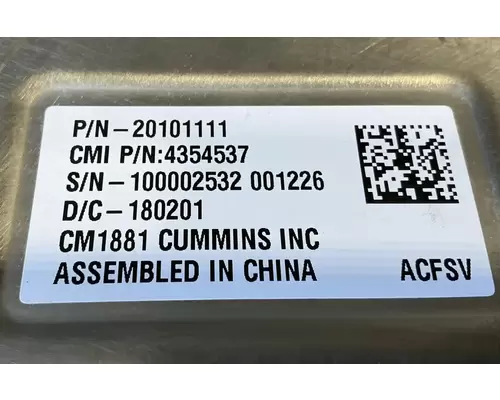 P/N-20101111
CMI P/N:4354537
S/N-100002532 001226
D/C-180201
CM1881 CUMMINS INC
ASSEMBLED IN CHINA
ACFSV